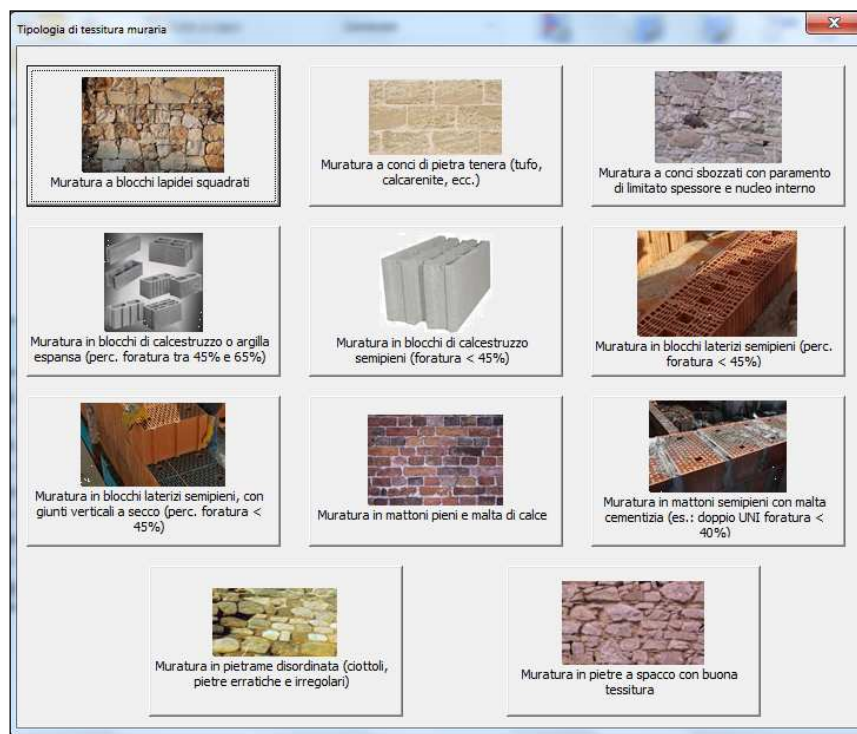 Tipologia di tessitura muraria
Muratura a blocchi lapidei squadrati
Muratura a conci di pietra tenera (tufo,
calcarenite, ecc.)
Muratura a conci sbozzati con paramento
di limitato spessore e nucleo interno
Muratura in blocchi di calcestruzzo o argilla
espansa (perc. foratura tra 45% e 65%)
Muratura in blocchi di calcestruzzo
semipieni (foratura < 45%)
Muratura in blocchi laterizi semipieni (perc.
foratura < 45%)
Muratura in blocchi laterizi semipieni, con
giunti verticali a secco (perc. foratura <
45%)
Muratura in mattoni pieni e malta di calce
Muratura in mattoni semipieni con malta
cementizia (es.: doppio UNI foratura <
40%)
Muratura in pietrame disordinata (ciottoli,
pietre erratiche e irregolari)
Muratura in pietre a spacco con buona
tessitura